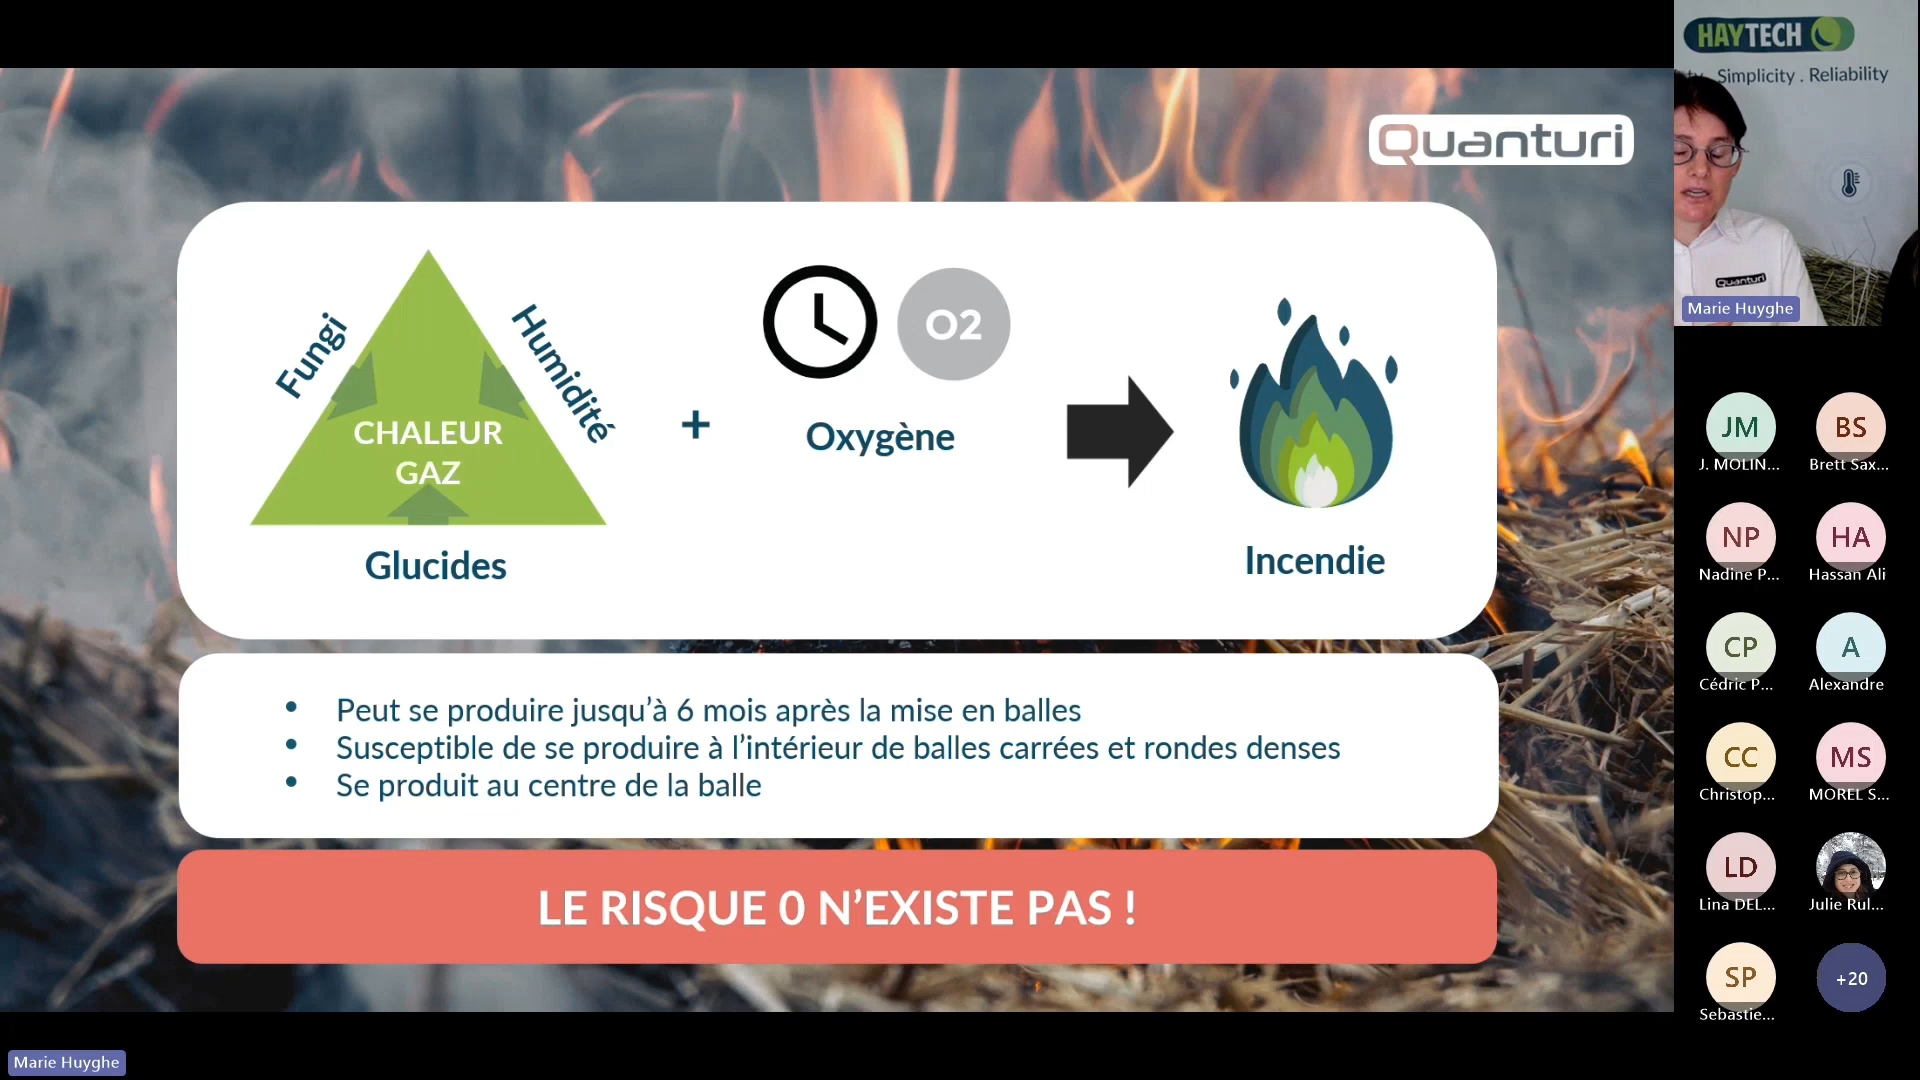 HAYTECH
Simplicity . Reliability
Quanturi
Quanturi
Marie Huyghe
Fungi
Humidité
CHALEUR
GAZ
Glucides
+
O2
Oxygène
Incendie
• Peut se produire jusqu'à 6 mois après la mise en balles
• Susceptible de se produire à l'intérieur de balles carrées et rondes denses
• Se produit au centre de la balle
LE RISQUE 0 N'EXISTE PAS !
JM
J. MOLIN...
BS
Brett Sax...
NP
Nadine P...
HA
Hassan Ali
CP
Cédric P...
A
Alexandre
CC
Christop...
MS
MOREL S...
LD
Lina DEL...
Julie Rul...
SP
Sebastie...
+20
Marie Huyghe